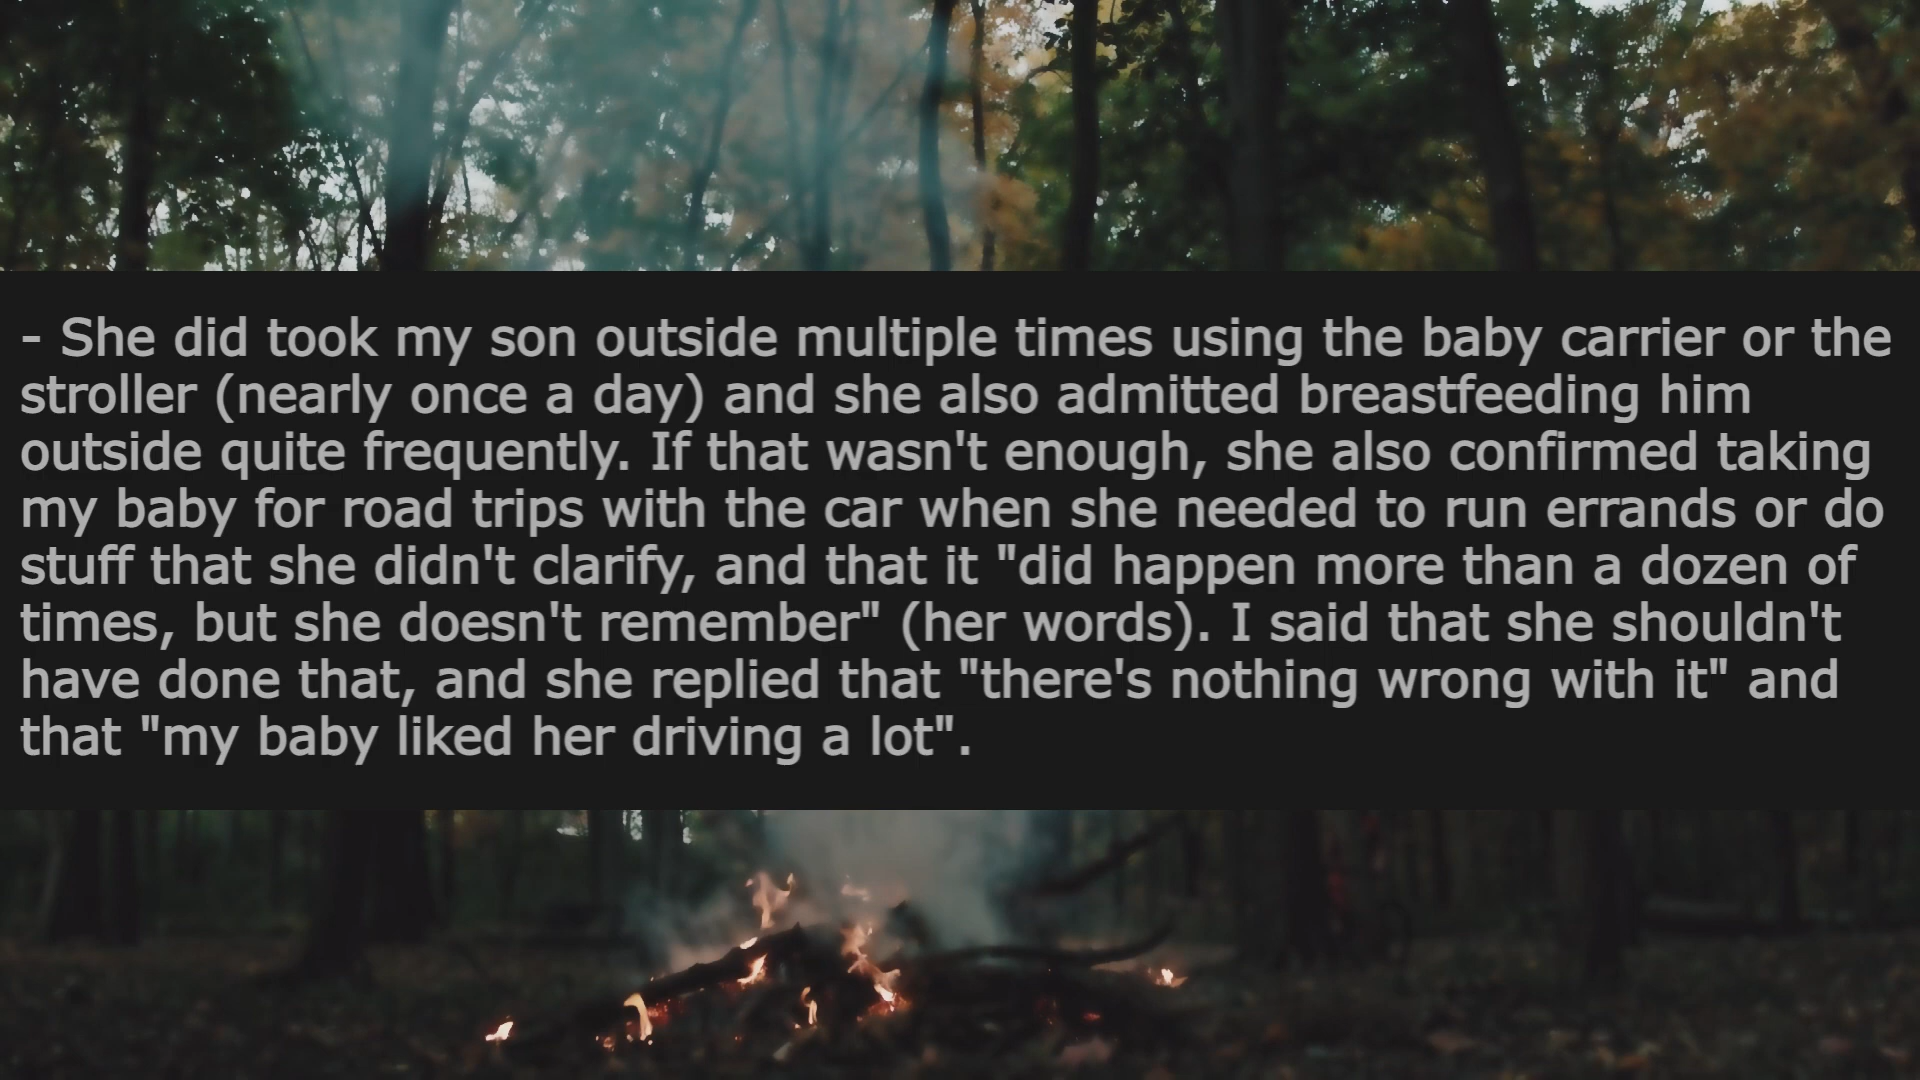 - She did took my son outside multiple times using the baby carrier or the
stroller (nearly once a day) and she also admitted breastfeeding him
outside quite frequently. If that wasn't enough, she also confirmed taking
my baby for road trips with the car when she needed to run errands or do
stuff that she didn't clarify, and that it "did happen more than a dozen of
times, but she doesn't remember" (her words). I said that she shouldn't
have done that, and she replied that "there's nothing wrong with it" and
that "my baby liked her driving a lot".